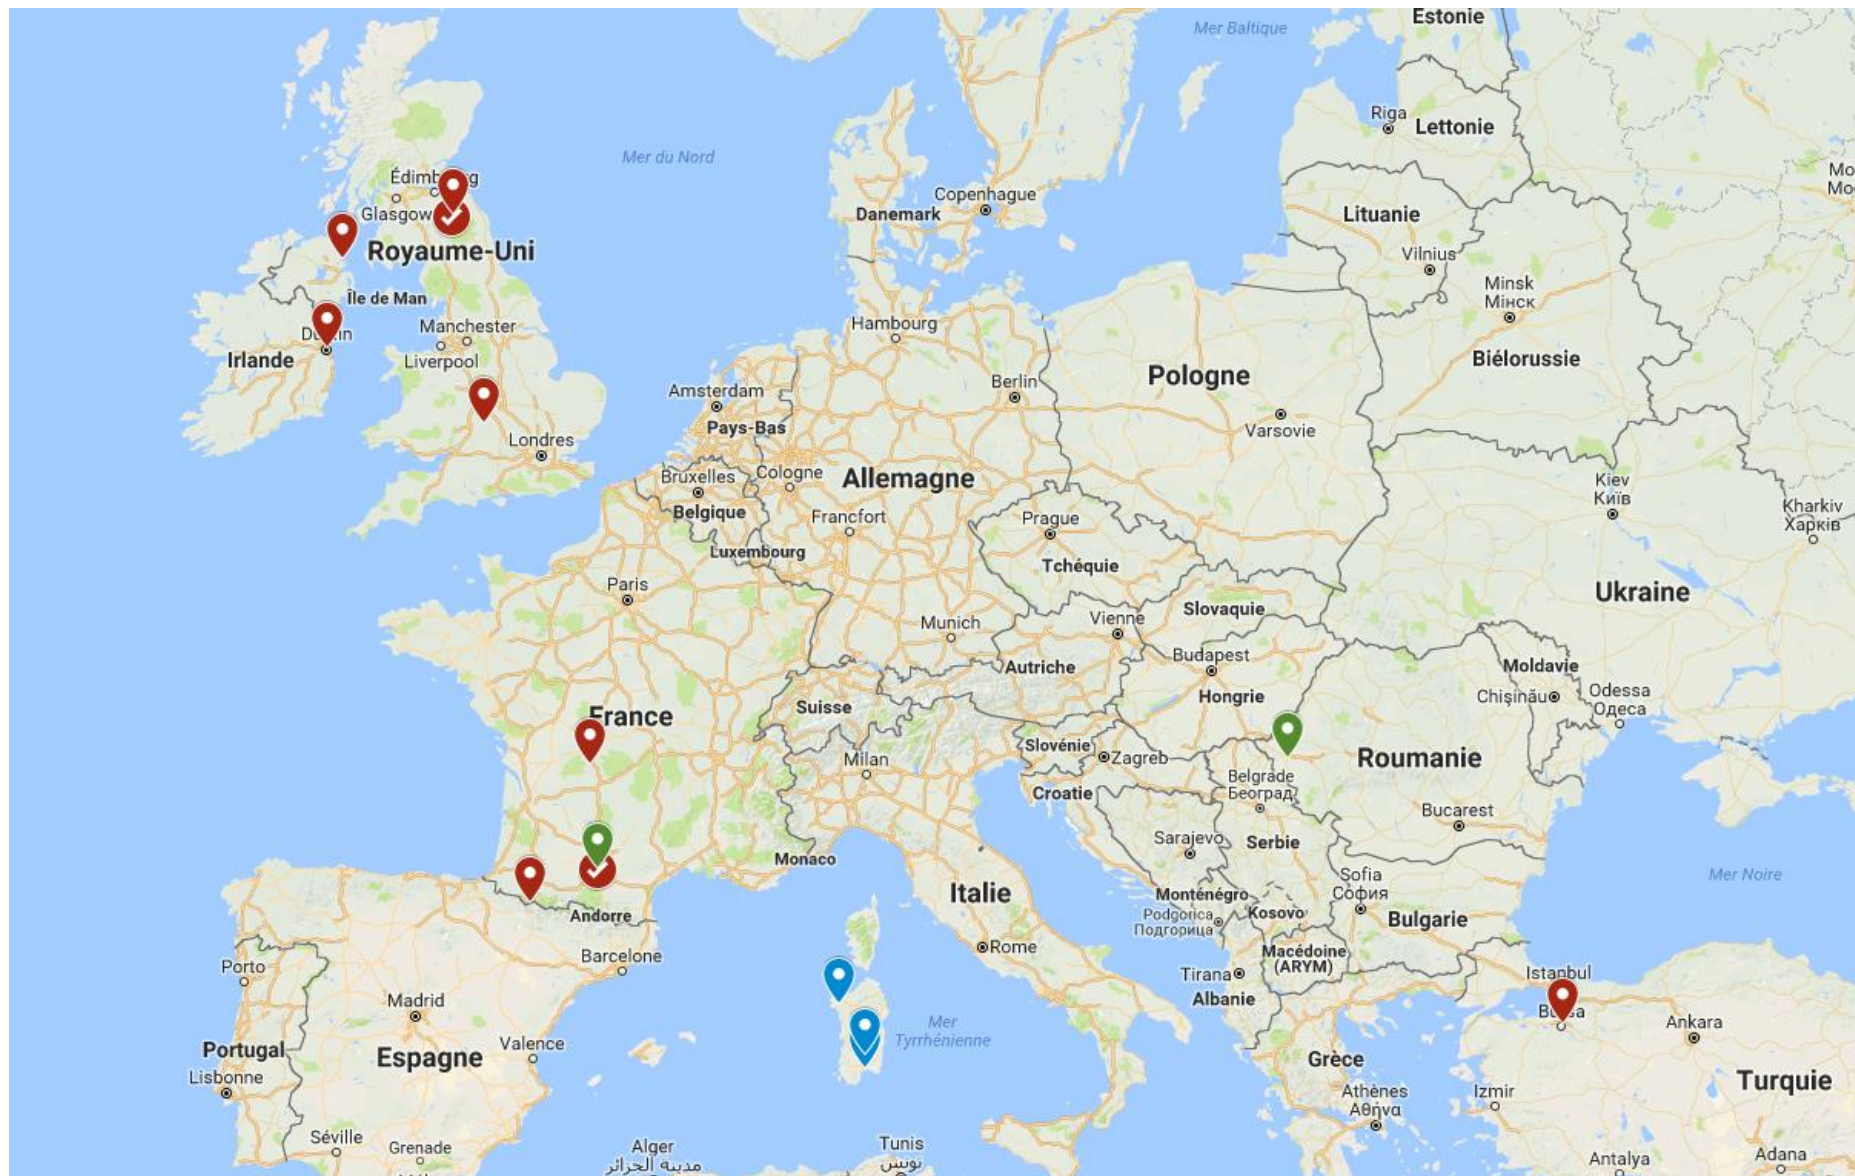 Estonie
Mer Baltique
Riga
Lettonie
Mer du Nord
Édimbourg
Glasgow
Copenhague
Danemark
Lituanie
Vilnius
Royaume-Uni
Minsk
Мінск
Île de Man
Manchester
Liverpool
Irlande
Hambourg
Biélorussie
Amsterdam
Berlin
Pologne
Pays-Bas
Varsovie
Londres
Bruxelles
Cologne
Allemagne
Belgique
Francfort
Prague
Kiev
Київ
Kharkiv
Харків
Luxembourg
Tchéquie
Paris
Ukraine
Slovaquie
Munich
Vienne
Budapest
Autriche
Moldavie
Hongrie
Chișinău
Odessa
Одеса
Suisse
France
Slovénie
Zagreb
Milan
Roumanie
Belgrade
Београд
Croatie
Bucarest
Sarajevo
Serbie
Monaco
Sofia
София
Mer Noire
Italie
Monténégro
Andorre
Podgorica
Подгорица
Kosovo
Bulgarie
Rome
Barcelone
Macédoine
(ARYM)
Porto
Tirana
Istanbul
Madrid
Albanie
Mer
Tyrrhénienne
Ankara
Valence
Portugal
Espagne
Grèce
Lisbonne
Turquie
Athènes
Αθήνα
Izmir
Séville
Grenade
Alger
مدينة الجزائر
Tunis
تونس
Antalya
Adana